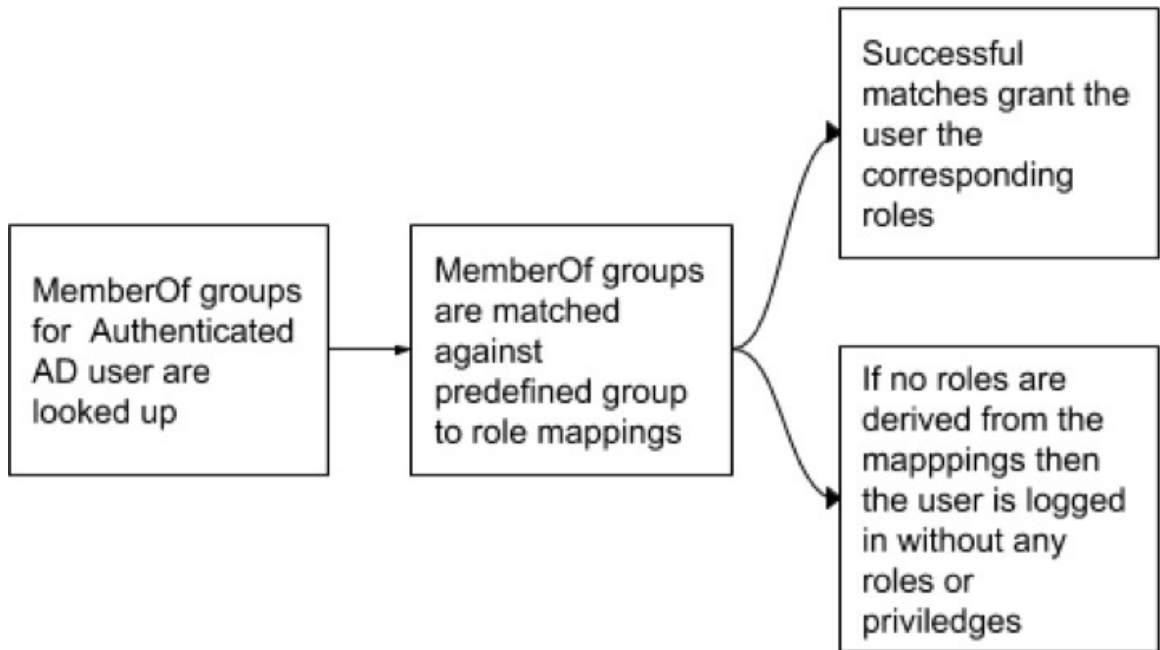 MemberOf groups
for  Authenticated
AD user are
looked up
MemberOf groups
are matched
against
predefined group
to role mappings
Successful
matches grant the
user the
corresponding
roles
If no roles are
derived from the
mapppings then
the user is logged
in without any
roles or
priviledges